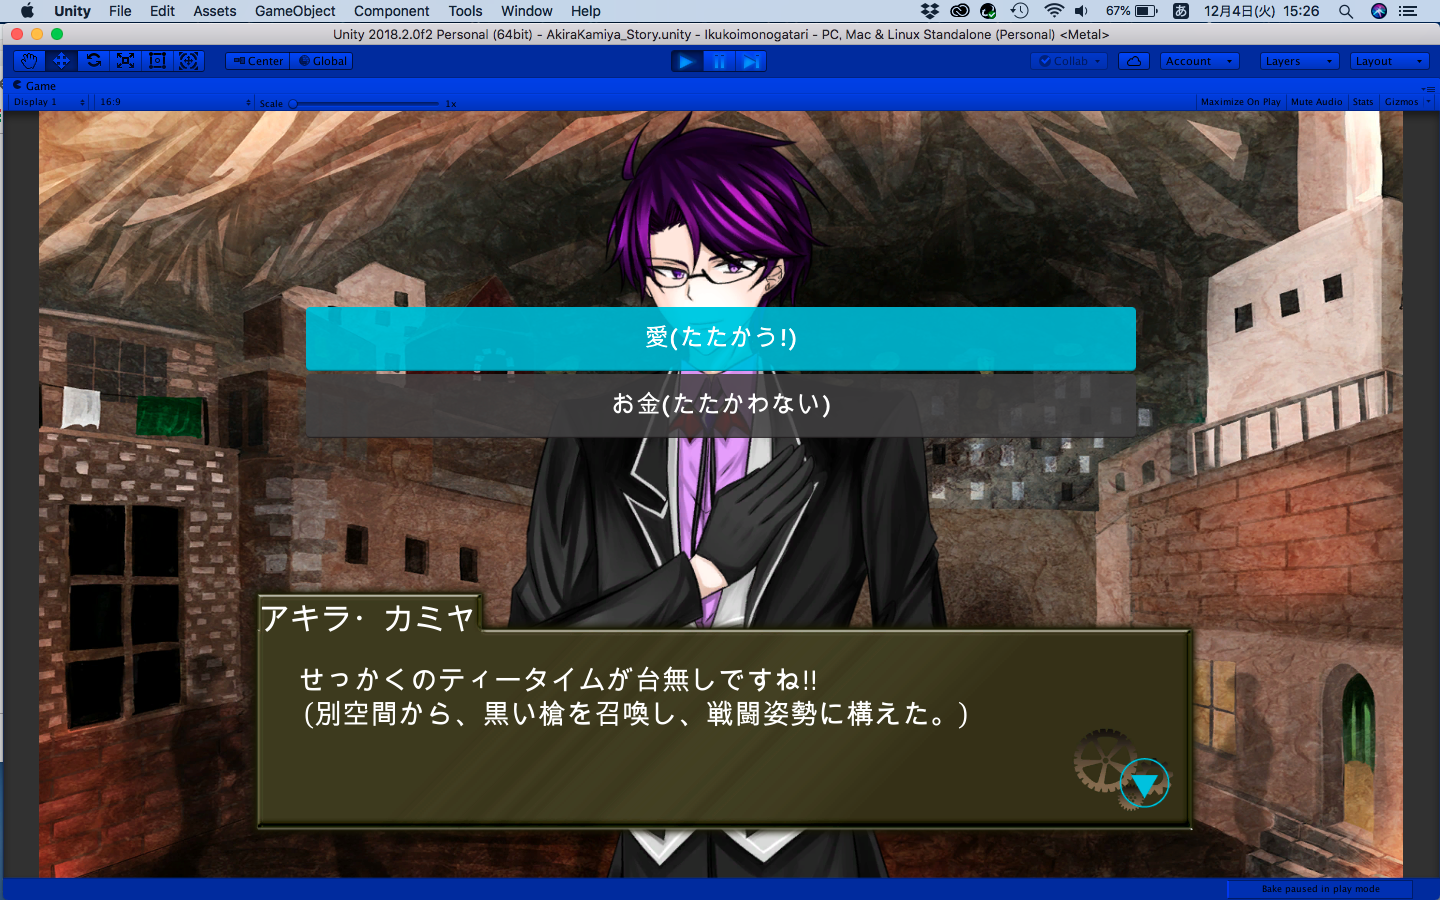 Unity File Edit Assets GameObject Component Tools Window Help 67% あ 12月4日(火) 15:26
Unity 2018.2.0f2 Personal (64bit) - AkiraKamiya_Story.unity - Ikukoimonogatari - PC, Mac & Linux Standalone (Personal) <Metal>
Center Global Collab Account Layers Layout
Game
Display 1 16:9 Scale 1x Maximize On Play Mute Audio Stats Gizmos
愛(たたかう!)
お金(たたかわない)
アキラ・カミヤ
せっかくのティータイムが台無しですね!!
(別空間から、黒い槍を召喚し、戦闘姿勢に構えた。)
Bake paused in play mode